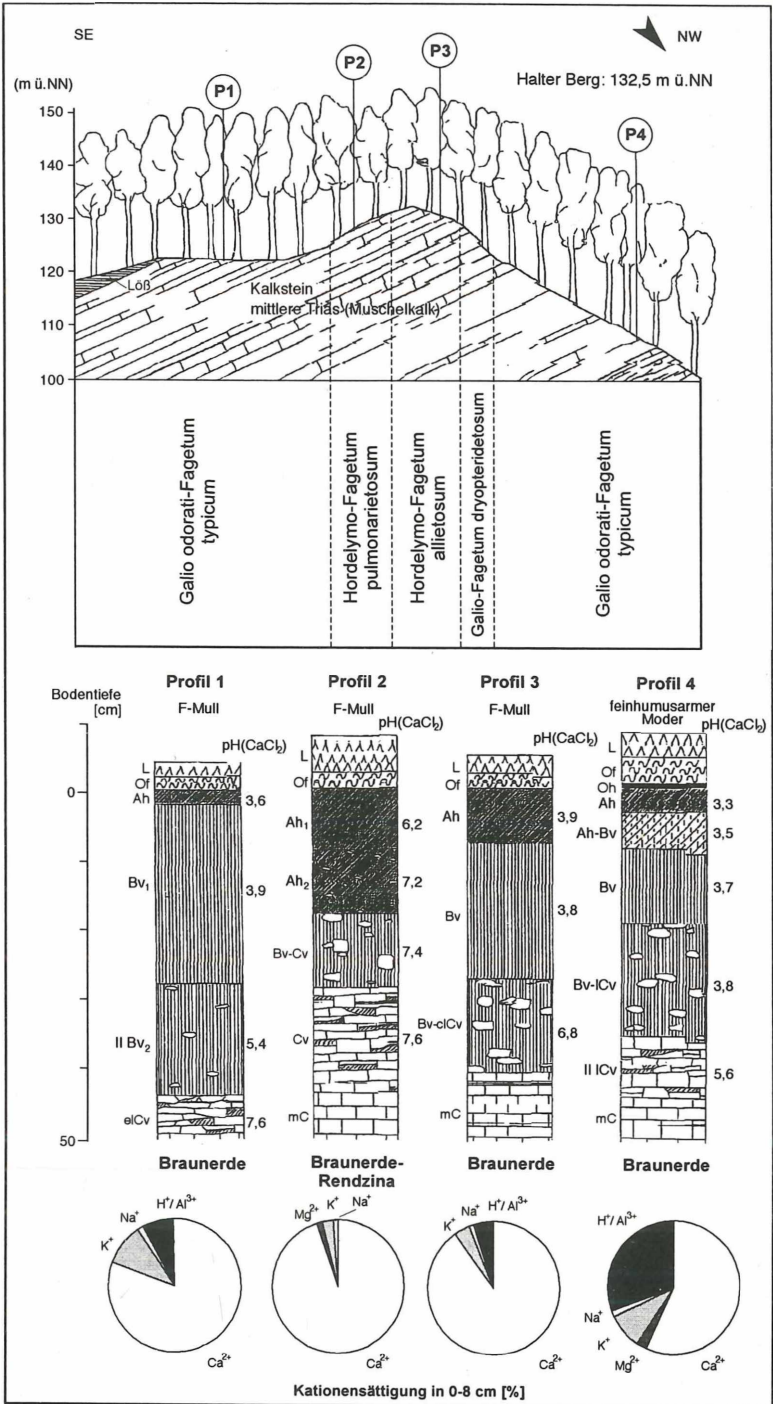 SE
NW
(m ü.NN)
Halter Berg: 132,5 m ü.NN
P1
P2
P3
P4
150
140
130
120
110
100
Löß
Kalkstein
mittlere Trias (Muschelkalk)
Galio odorati-Fagetum
typicum
Hordelymo-Fagetum
pulmonarietosum
Hordelymo-Fagetum
allietosum
Galio-Fagetum dryopteridetosum
Galio odorati-Fagetum
typicum
Bodentiefe
[cm]
0
50
Profil 1
F-Mull
pH(CaCl₂)
L
Of
Ah
3,6
Bv₁
3,9
II Bv₂
5,4
elCv
7,6
Braunerde
Profil 2
F-Mull
L
Of
Ah₁
6,2
Ah₂
7,2
Bv-Cv
7,4
Cv
7,6
mC
Braunerde-
Rendzina
Profil 3
F-Mull
pH(CaCl₂)
L
Of
Ah
3,9
Bv
3,8
Bv-clCv
6,8
mC
Braunerde
Profil 4
feinhumusarmer
Moder
pH(CaCl₂)
L
Of
Oh
Ah
3,3
Ah-Bv
3,5
Bv
3,7
Bv-lCv
3,8
II lCv
5,6
mC
Braunerde
H⁺/ Al³⁺
Na⁺
K⁺
Ca²⁺
Na⁺
K⁺
Mg²⁺
Ca²⁺
H⁺/ Al³⁺
Na⁺
K⁺
Ca²⁺
H⁺/ Al³⁺
Na⁺
K⁺
Mg²⁺
Ca²⁺
Kationensättigung in 0-8 cm [%]